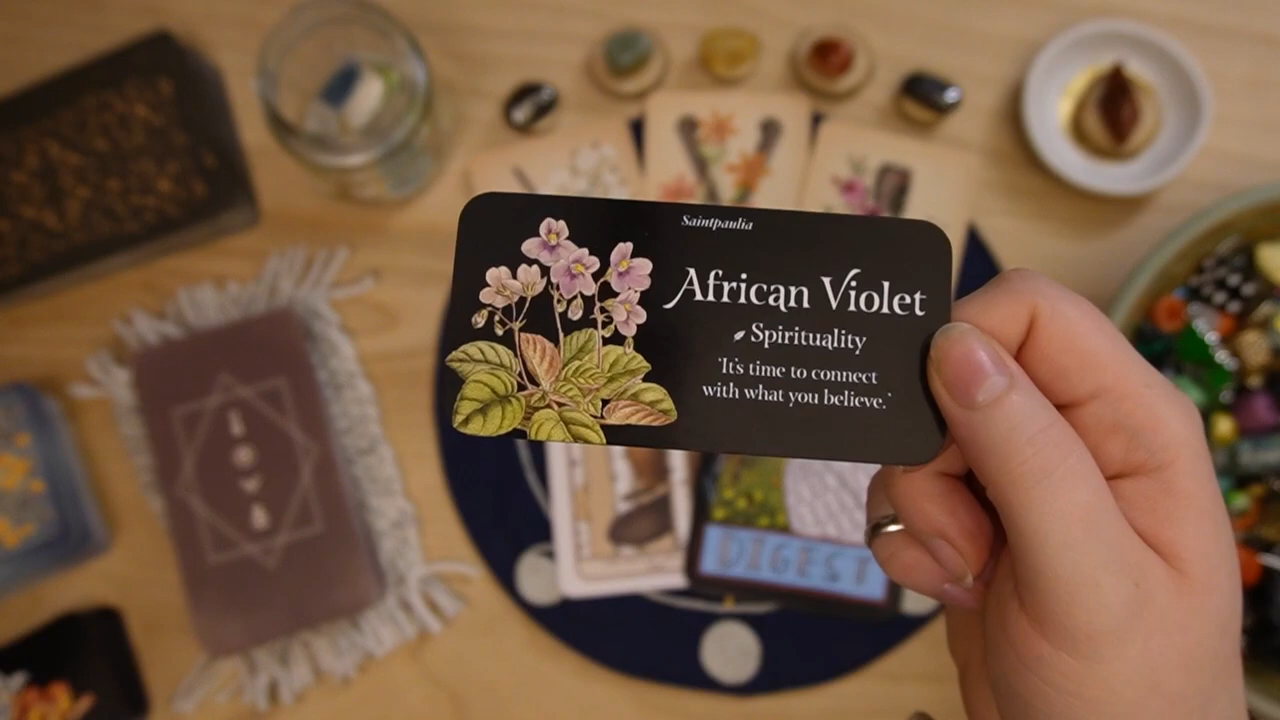 Saintpaulia
African Violet
Spirituality
"It's time to connect
with what you believe."
DIGEST